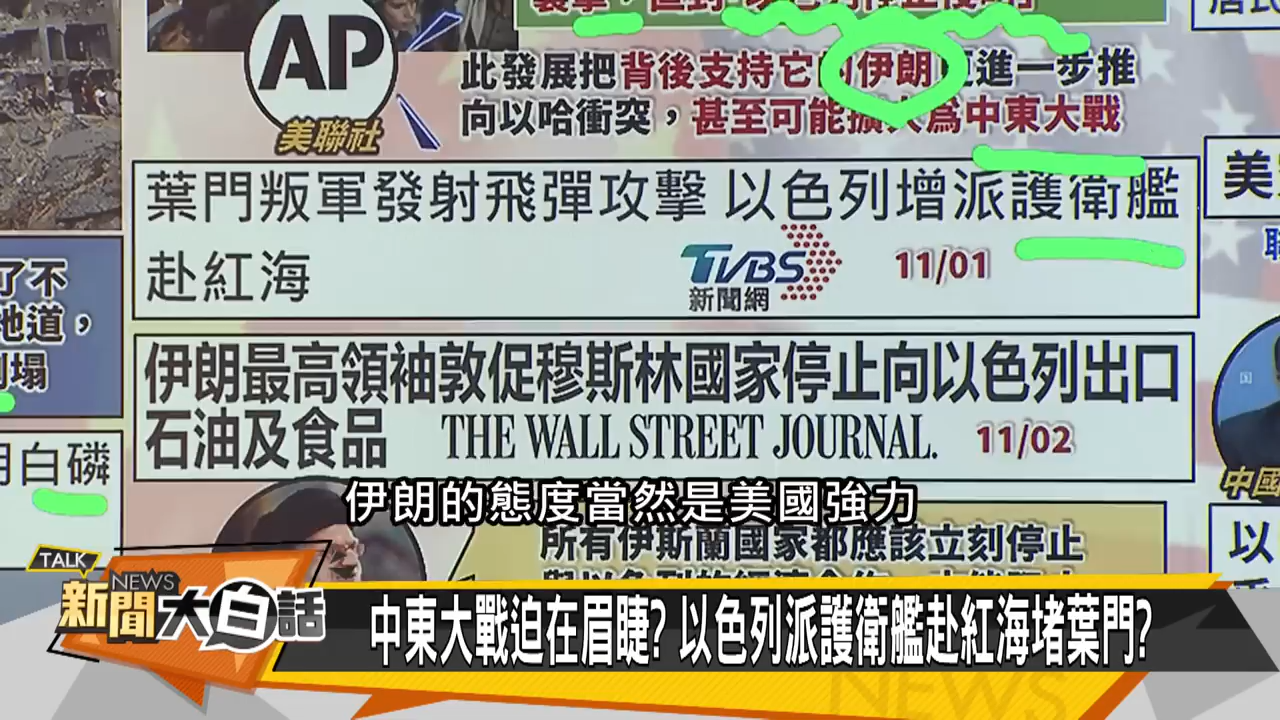 AP
美聯社
此發展把背後支持它的伊朗更進一步推
向以哈衝突，甚至可能擴大為中東大戰
居民
葉門叛軍發射飛彈攻擊 以色列增派護衛艦
赴紅海
TVBS
新聞網
11/01
伊朗最高領袖敦促穆斯林國家停止向以色列出口
石油及食品 THE WALL STREET JOURNAL. 11/02
了不
地道，
倒塌
用白磷
美
國
中國
以
伊朗的態度當然是美國強力
所有伊斯蘭國家都應該立刻停止
TALK
NEWS
新聞大白話
中東大戰迫在眉睫? 以色列派護衛艦赴紅海堵葉門?
NEWS